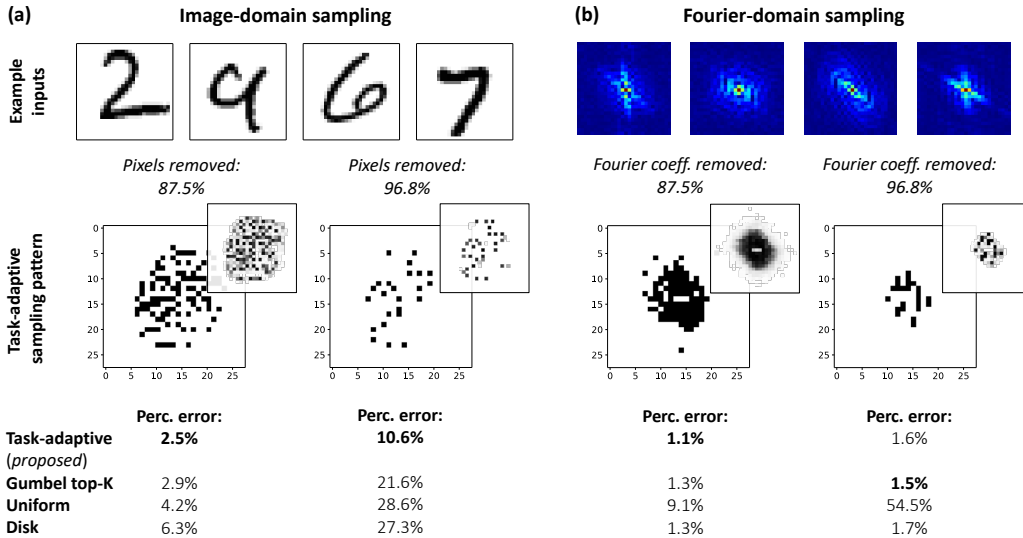 (a) Image-domain sampling (b) Fourier-domain sampling
Example
inputs
Pixels removed: Pixels removed: Fourier coeff. removed: Fourier coeff. removed:
87.5% 96.8% 87.5% 96.8%
Task-adaptive
sampling pattern
0 0 0 0
5 5 5 5
10 10 10 10
15 15 15 15
20 20 20 20
25 25 25 25
0 5 10 15 20 25 0 5 10 15 20 25 0 5 10 15 20 25 0 5 10 15 20 25
Perc. error: Perc. error: Perc. error: Perc. error:
Task-adaptive 2.5% 10.6% 1.1% 1.6%
(proposed)
Gumbel top-K 2.9% 21.6% 1.3% 1.5%
Uniform 4.2% 28.6% 9.1% 54.5%
Disk 6.3% 27.3% 1.3% 1.7%